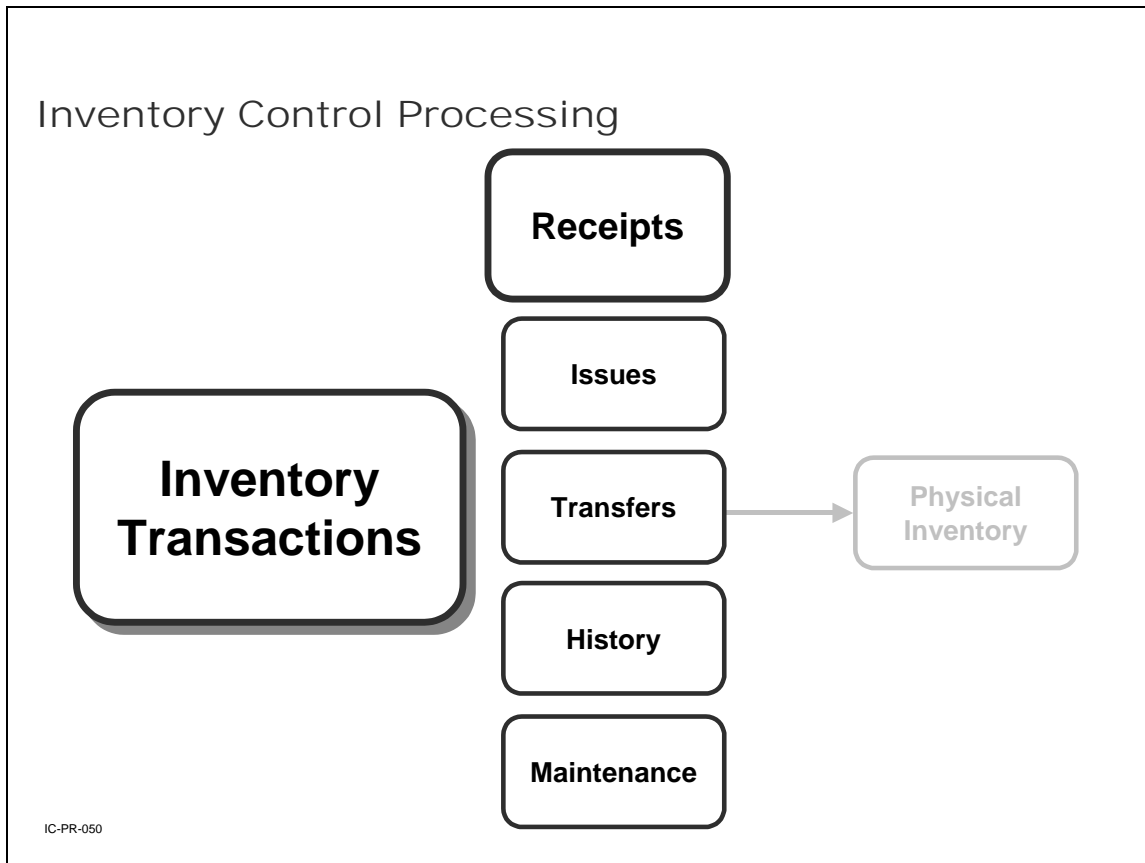 Inventory Control Processing
Receipts
Issues
Inventory
Transactions
Transfers
Physical
Inventory
History
Maintenance
IC-PR-050